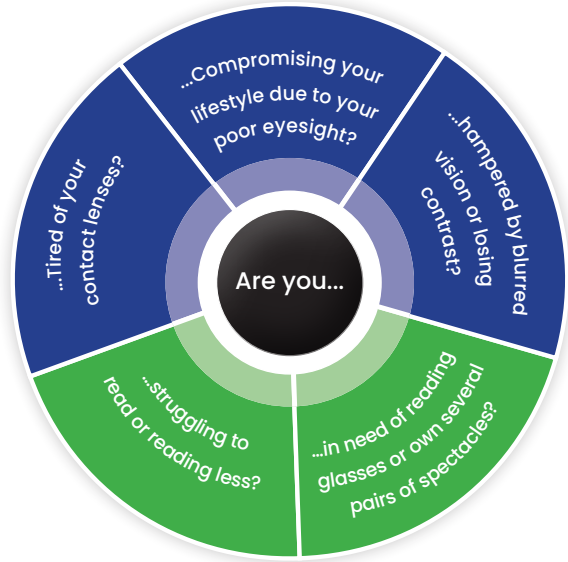 Are you...
...Tired of your
contact lenses?
...Compromising your
lifestyle due to your
poor eyesight?
...hampered by blurred
vision or losing
contrast?
...in need of reading
glasses or own several
pairs of spectacles?
...struggling to
read or reading less?